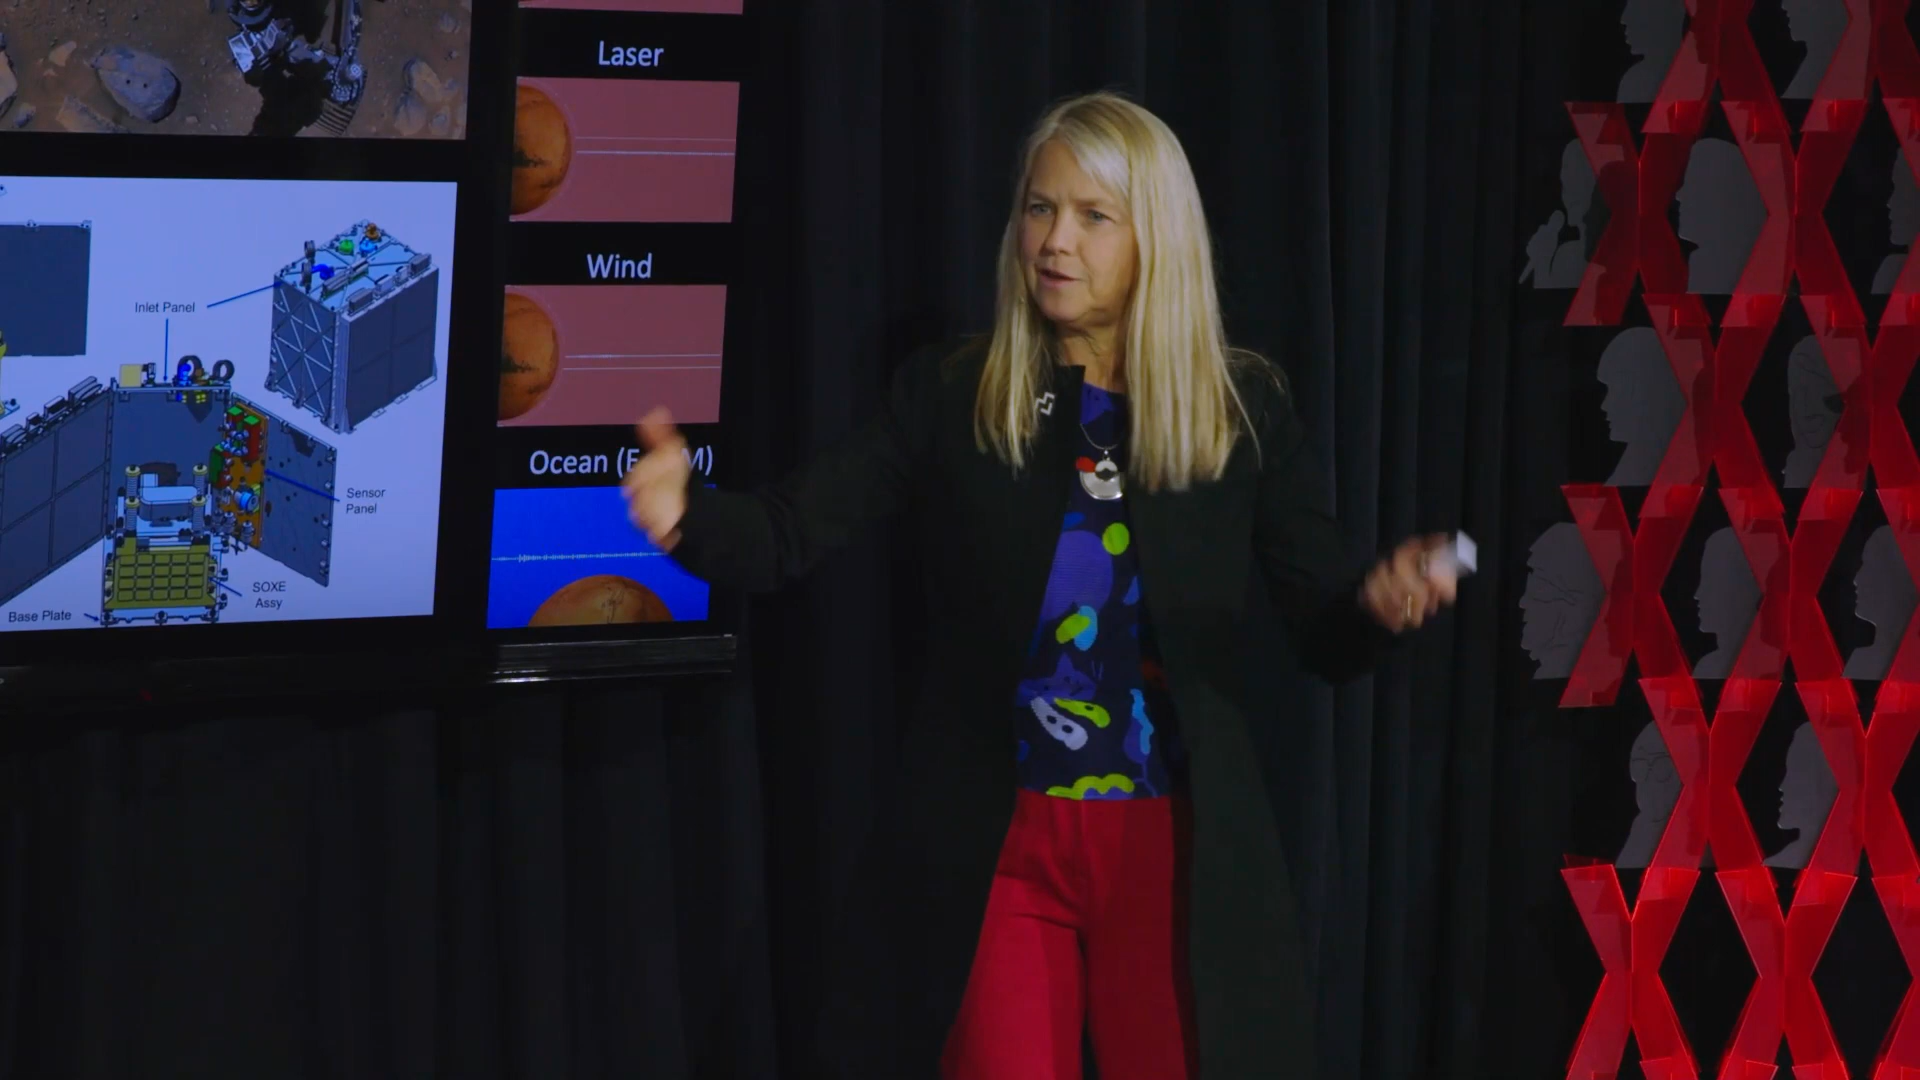 Laser
Wind
Ocean (E
M)
Inlet Panel
Sensor
Panel
SOXE
Assy
Base Plate